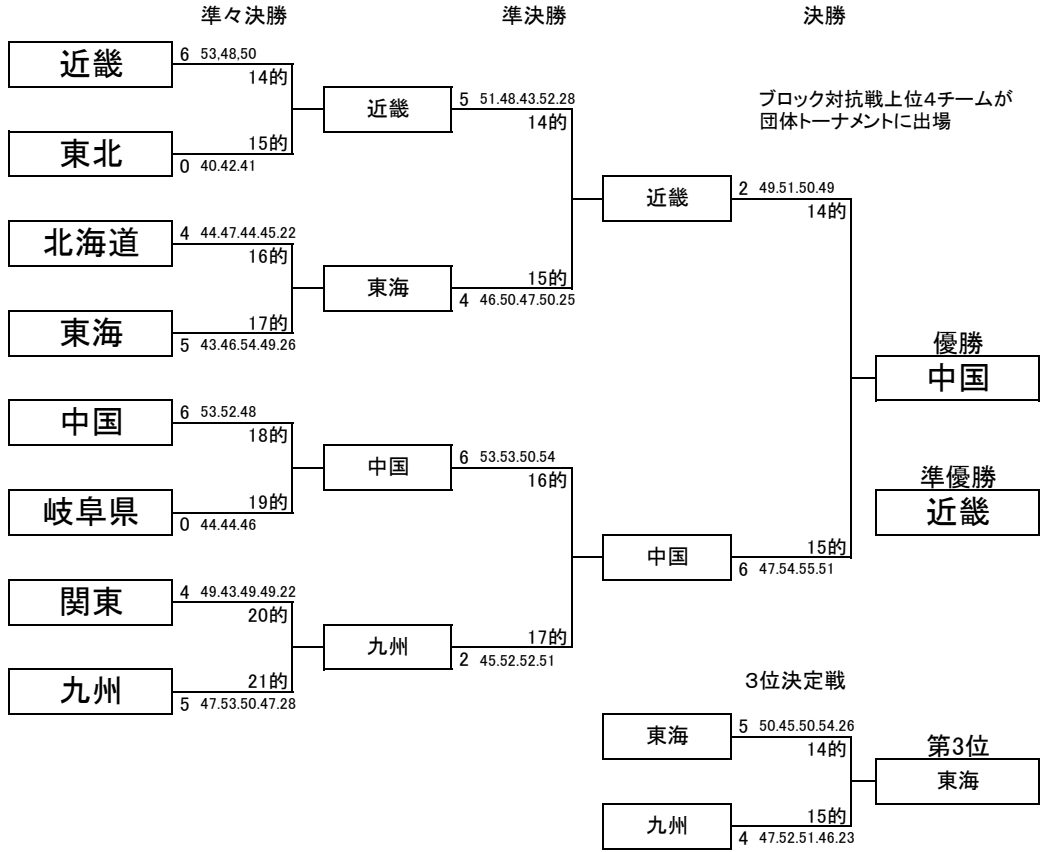 準々決勝
準決勝
決勝
近畿
6 53,48,50
14的
東北
15的
0 40.42.41
北海道
4 44.47.44.45.22
16的
東海
17的
5 43.46.54.49.26
中国
6 53.52.48
18的
岐阜県
19的
0 44.44.46
関東
4 49.43.49.49.22
20的
九州
21的
5 47.53.50.47.28
近畿
5 51.48.43.52.28
14的
東海
15的
4 46.50.47.50.25
中国
6 53.53.50.54
16的
九州
17的
2 45.52.52.51
ブロック対抗戦上位4チームが
団体トーナメントに出場
近畿
2 49.51.50.49
14的
中国
15的
6 47.54.55.51
優勝
中国
準優勝
近畿
3位決定戦
東海
5 50.45.50.54.26
14的
九州
15的
4 47.52.51.46.23
第3位
東海